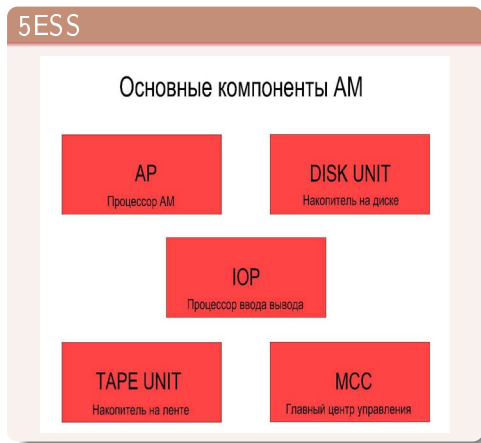 5ESS
Основные компоненты АМ
AP
Процессор АМ
DISK UNIT
Накопитель на диске
IOP
Процессор ввода вывода
TAPE UNIT
Накопитель на ленте
MCC
Главный центр управления